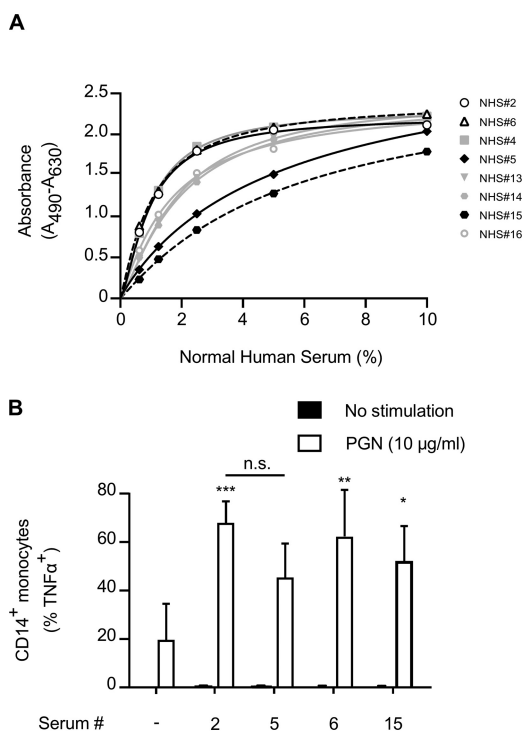 A
Absorbance
(A490-A630)
2.5
2.0
1.5
1.0
0.5
0
0
2
4
6
8
10
Normal Human Serum (%)
NHS#2
NHS#6
NHS#4
NHS#5
NHS#13
NHS#14
NHS#15
NHS#16
B
No stimulation
PGN (10 µg/ml)
n.s.
***
**
*
CD14+ monocytes
(% TNFα+)
80
60
40
20
0
Serum #
-
2
5
6
15